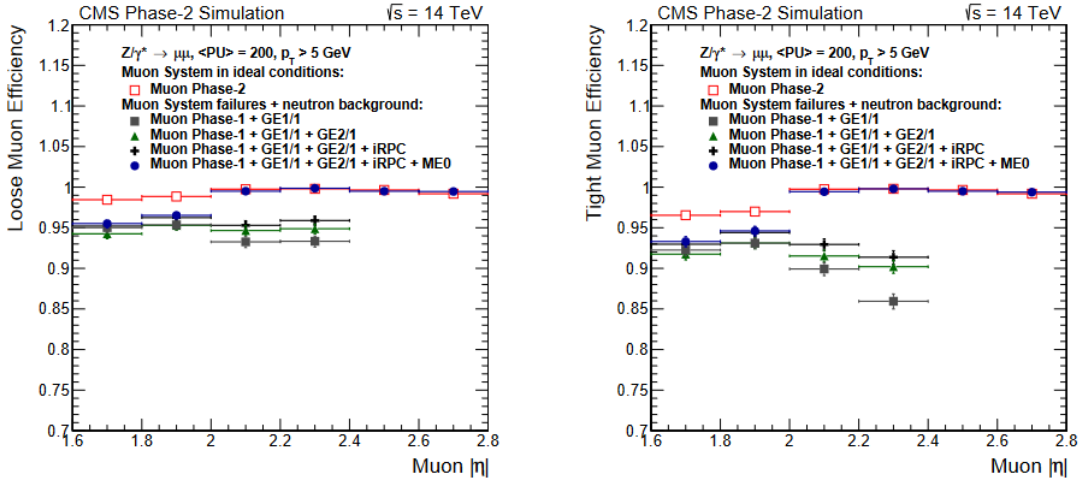 CMS Phase-2 Simulation √s = 14 TeV
Z/γ* → μμ, <PU> = 200, p_T > 5 GeV
Muon System in ideal conditions:
Muon Phase-2
Muon System failures + neutron background:
Muon Phase-1 + GE1/1
Muon Phase-1 + GE1/1 + GE2/1
Muon Phase-1 + GE1/1 + GE2/1 + iRPC
Muon Phase-1 + GE1/1 + GE2/1 + iRPC + ME0
Loose Muon Efficiency
1.2
1.15
1.1
1.05
1
0.95
0.9
0.85
0.8
0.75
0.7
1.6 1.8 2 2.2 2.4 2.6 2.8
Muon |η|
CMS Phase-2 Simulation √s = 14 TeV
Z/γ* → μμ, <PU> = 200, p_T > 5 GeV
Muon System in ideal conditions:
Muon Phase-2
Muon System failures + neutron background:
Muon Phase-1 + GE1/1
Muon Phase-1 + GE1/1 + GE2/1
Muon Phase-1 + GE1/1 + GE2/1 + iRPC
Muon Phase-1 + GE1/1 + GE2/1 + iRPC + ME0
Tight Muon Efficiency
1.2
1.15
1.1
1.05
1
0.95
0.9
0.85
0.8
0.75
0.7
1.6 1.8 2 2.2 2.4 2.6 2.8
Muon |η|